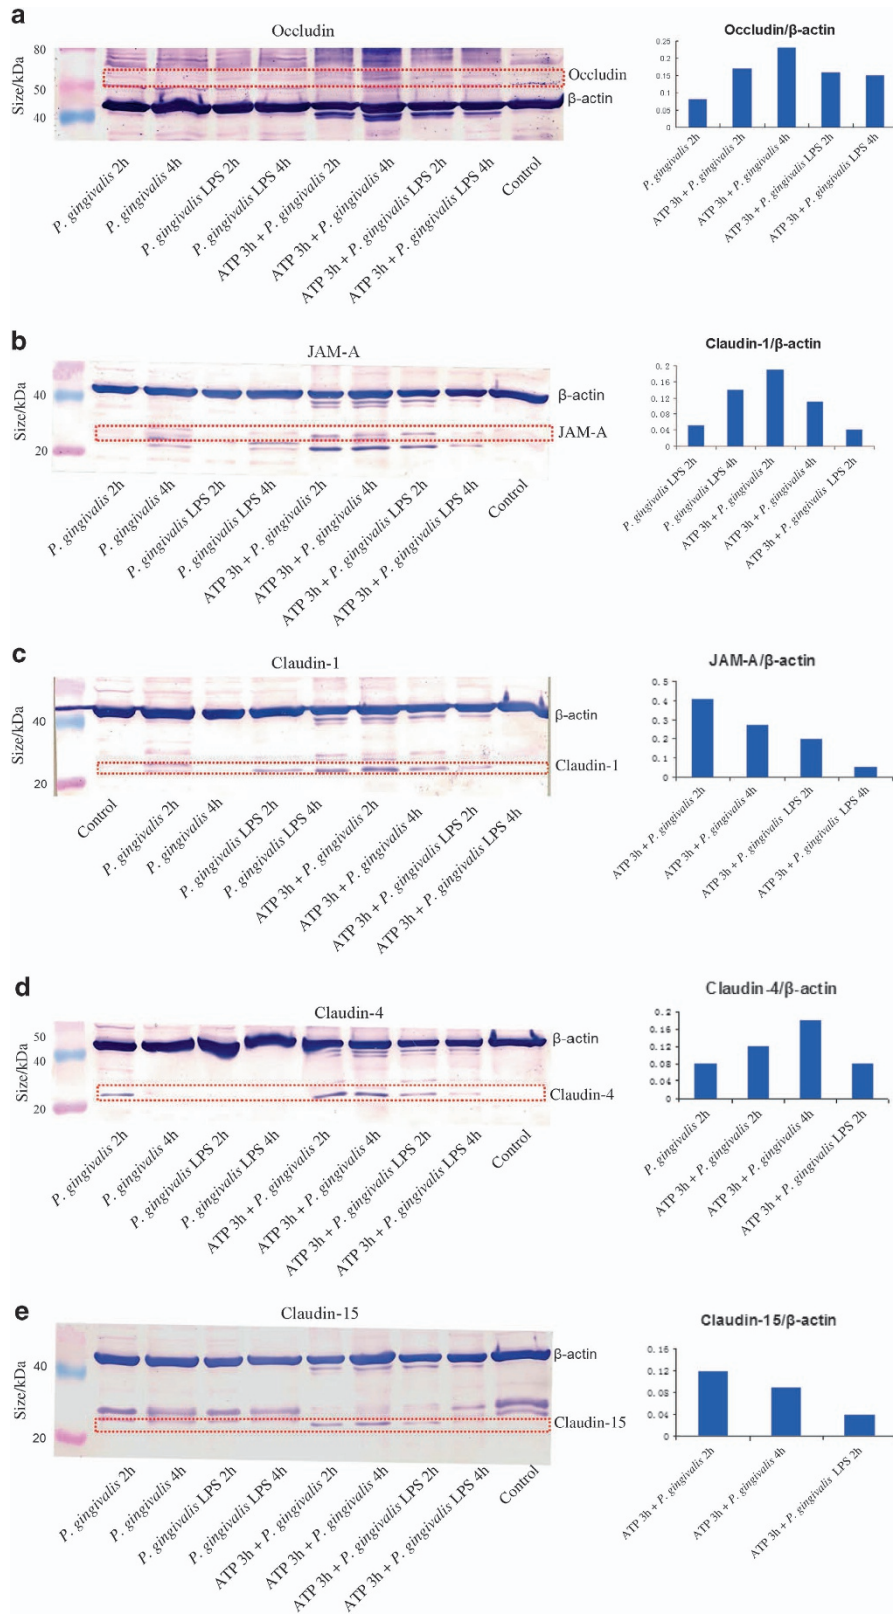 a
Occludin
Size/kDa
80
50
40
Occludin
β-actin
P. gingivalis 2h
P. gingivalis 4h
P. gingivalis LPS 2h
P. gingivalis LPS 4h
ATP 3h + P. gingivalis 2h
ATP 3h + P. gingivalis 4h
ATP 3h + P. gingivalis LPS 2h
ATP 3h + P. gingivalis LPS 4h
Control
Occludin/β-actin
0.25
0.2
0.15
0.1
0.05
0
P. gingivalis 2h
ATP 3h + P. gingivalis 2h
ATP 3h + P. gingivalis 4h
ATP 3h + P. gingivalis LPS 2h
ATP 3h + P. gingivalis LPS 4h
b
JAM-A
Size/kDa
40
20
β-actin
JAM-A
P. gingivalis 2h
P. gingivalis 4h
P. gingivalis LPS 2h
P. gingivalis LPS 4h
ATP 3h + P. gingivalis 2h
ATP 3h + P. gingivalis 4h
ATP 3h + P. gingivalis LPS 2h
ATP 3h + P. gingivalis LPS 4h
Control
Claudin-1/β-actin
0.2
0.16
0.12
0.08
0.04
0
P. gingivalis LPS 2h
P. gingivalis LPS 4h
ATP 3h + P. gingivalis 2h
ATP 3h + P. gingivalis 4h
ATP 3h + P. gingivalis LPS 2h
c
Claudin-1
Size/kDa
40
20
β-actin
Claudin-1
Control
P. gingivalis 2h
P. gingivalis 4h
P. gingivalis LPS 2h
P. gingivalis LPS 4h
ATP 3h + P. gingivalis 2h
ATP 3h + P. gingivalis 4h
ATP 3h + P. gingivalis LPS 2h
ATP 3h + P. gingivalis LPS 4h
JAM-A/β-actin
0.5
0.4
0.3
0.2
0.1
0
ATP 3h + P. gingivalis 2h
ATP 3h + P. gingivalis 4h
ATP 3h + P. gingivalis LPS 2h
ATP 3h + P. gingivalis LPS 4h
d
Claudin-4
Size/kDa
50
40
20
β-actin
Claudin-4
P. gingivalis 2h
P. gingivalis 4h
P. gingivalis LPS 2h
P. gingivalis LPS 4h
ATP 3h + P. gingivalis 2h
ATP 3h + P. gingivalis 4h
ATP 3h + P. gingivalis LPS 2h
ATP 3h + P. gingivalis LPS 4h
Control
Claudin-4/β-actin
0.2
0.16
0.12
0.08
0.04
0
P. gingivalis 2h
ATP 3h + P. gingivalis 2h
ATP 3h + P. gingivalis 4h
ATP 3h + P. gingivalis LPS 2h
e
Claudin-15
Size/kDa
40
20
β-actin
Claudin-15
P. gingivalis 2h
P. gingivalis 4h
P. gingivalis LPS 2h
P. gingivalis LPS 4h
ATP 3h + P. gingivalis 2h
ATP 3h + P. gingivalis 4h
ATP 3h + P. gingivalis LPS 2h
ATP 3h + P. gingivalis LPS 4h
Control
Claudin-15/β-actin
0.16
0.12
0.08
0.04
0
ATP 3h + P. gingivalis 2h
ATP 3h + P. gingivalis 4h
ATP 3h + P. gingivalis LPS 2h